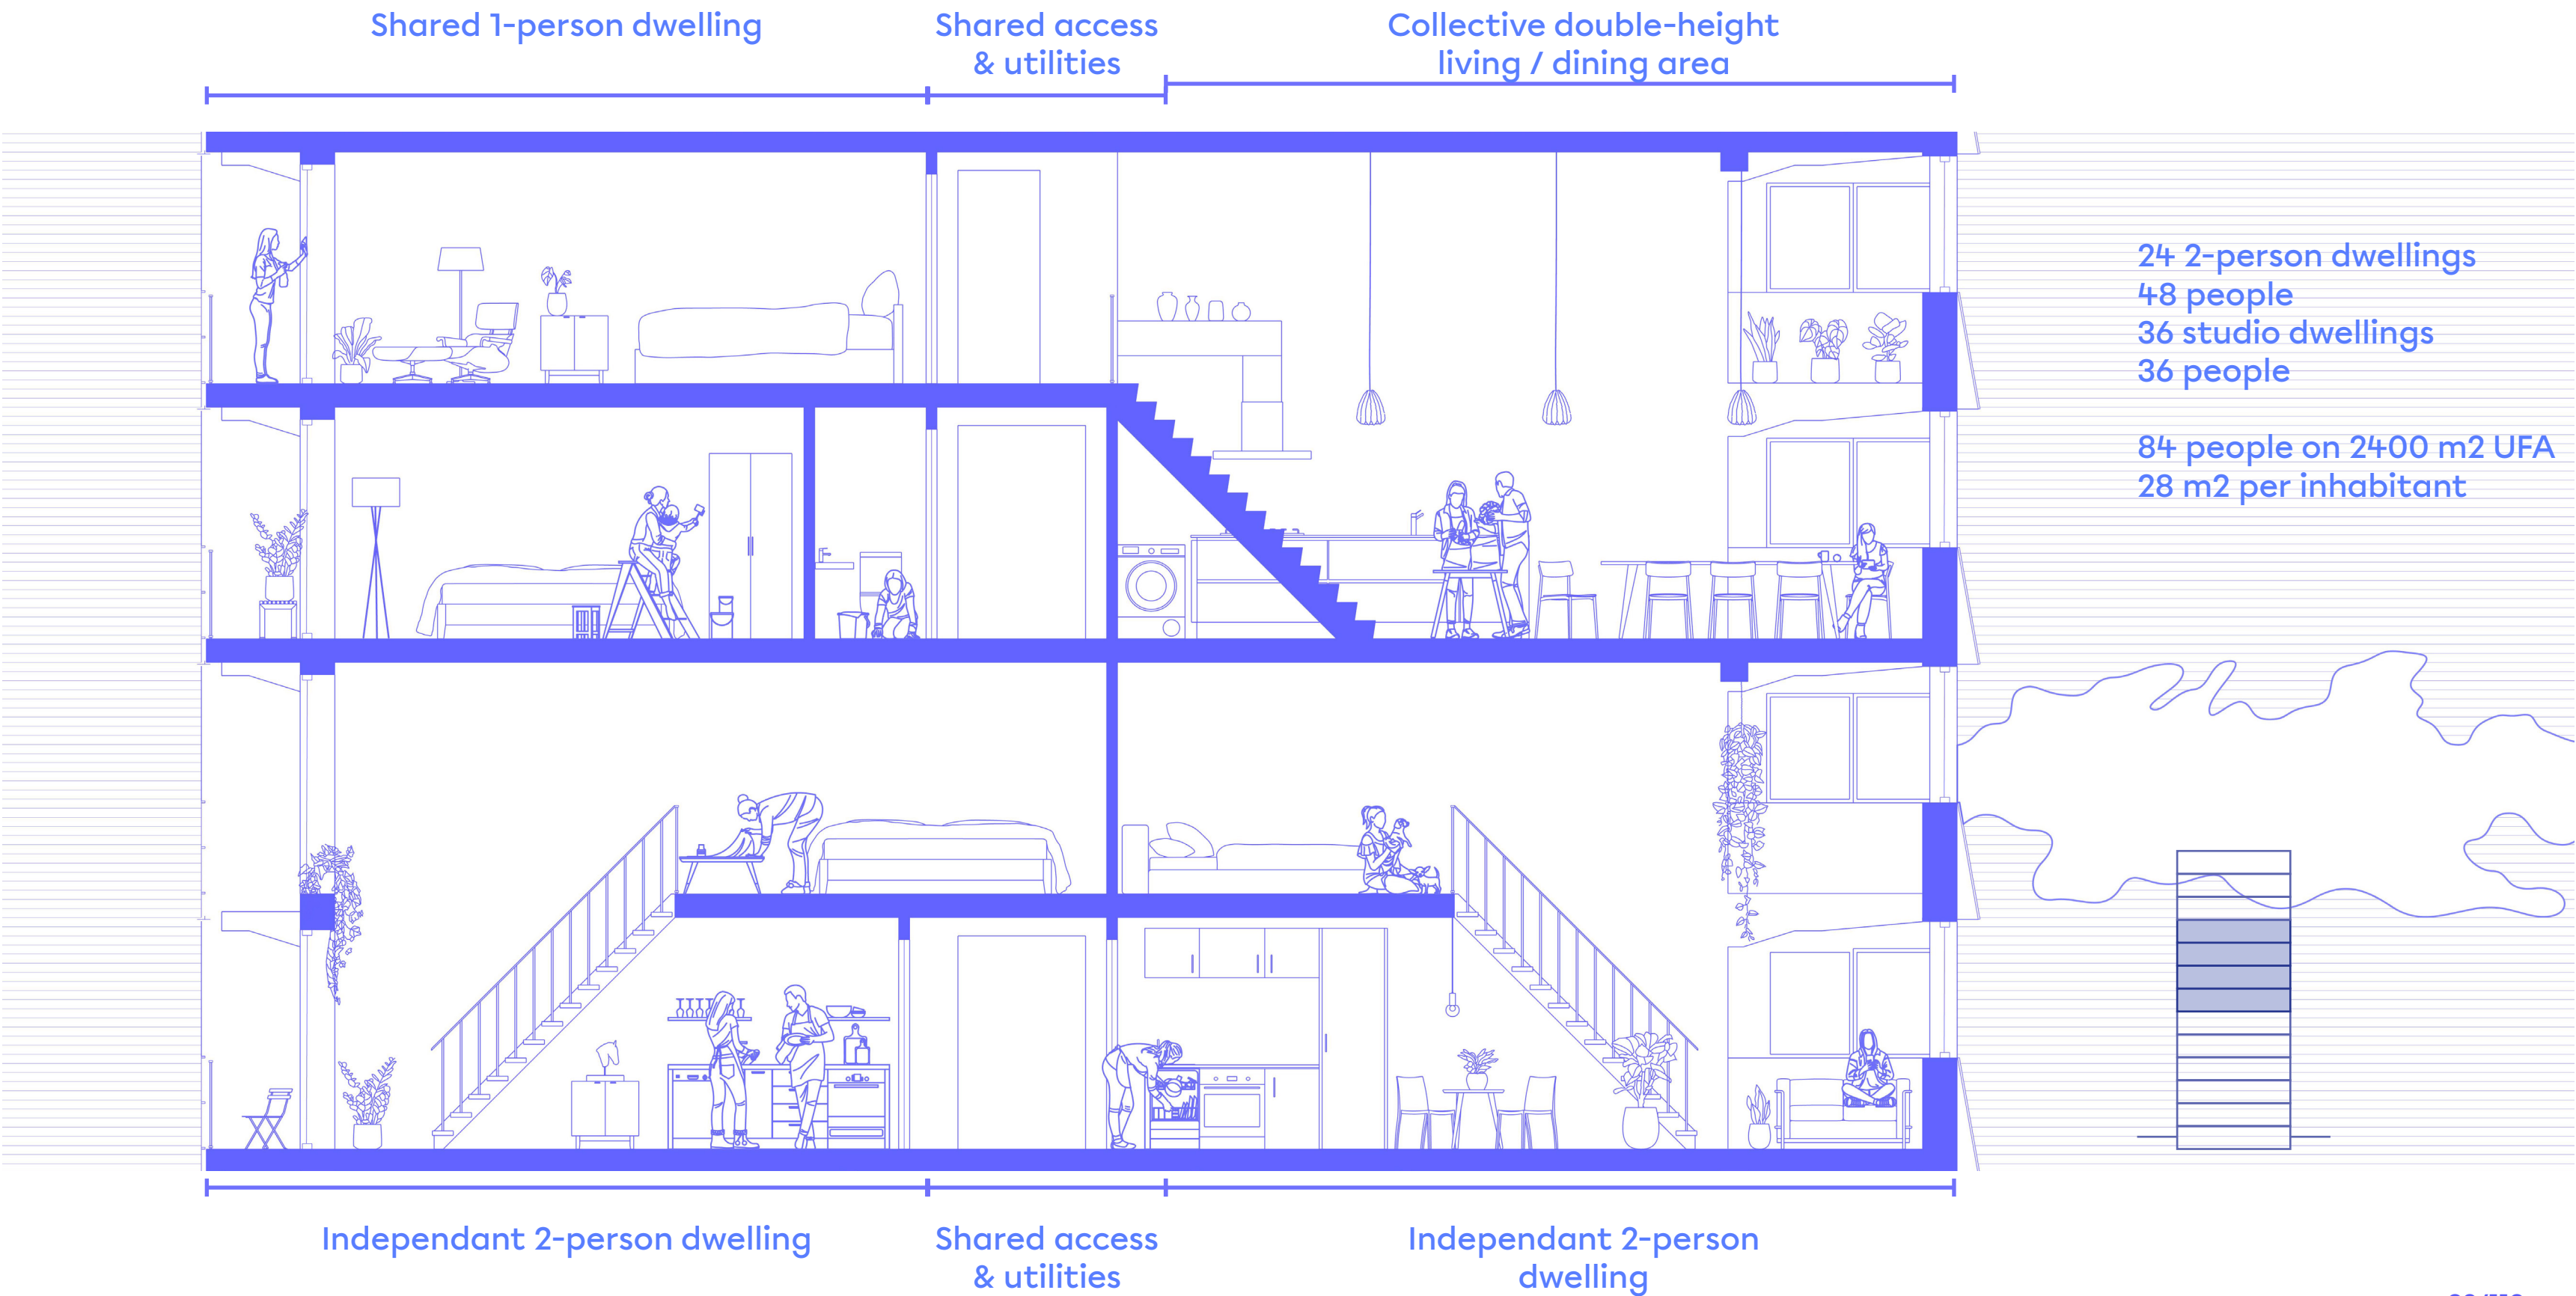 Shared 1-person dwelling
Shared access
& utilities
Collective double-height
living / dining area
24 2-person dwellings
48 people
36 studio dwellings
36 people
84 people on 2400 m2 UFA
28 m2 per inhabitant
Independant 2-person dwelling
Shared access
& utilities
Independant 2-person
dwelling